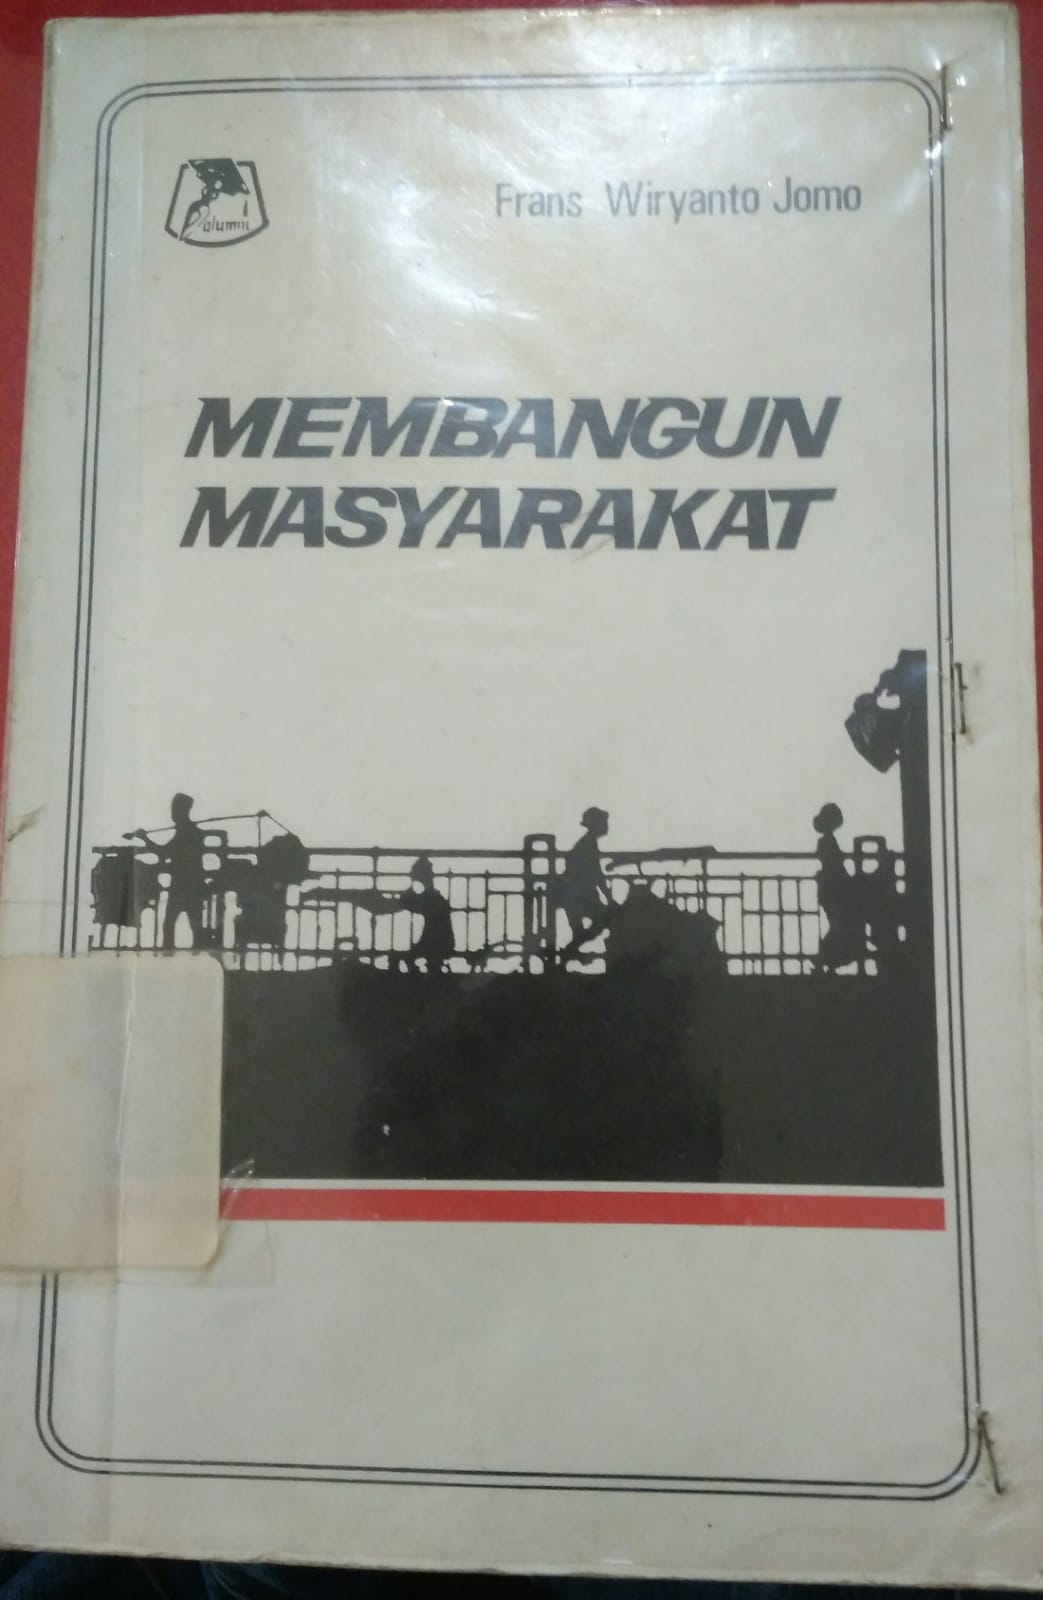 alumni
Frans Wiryanto Jomo
MEMBANGUN
MASYARAKAT